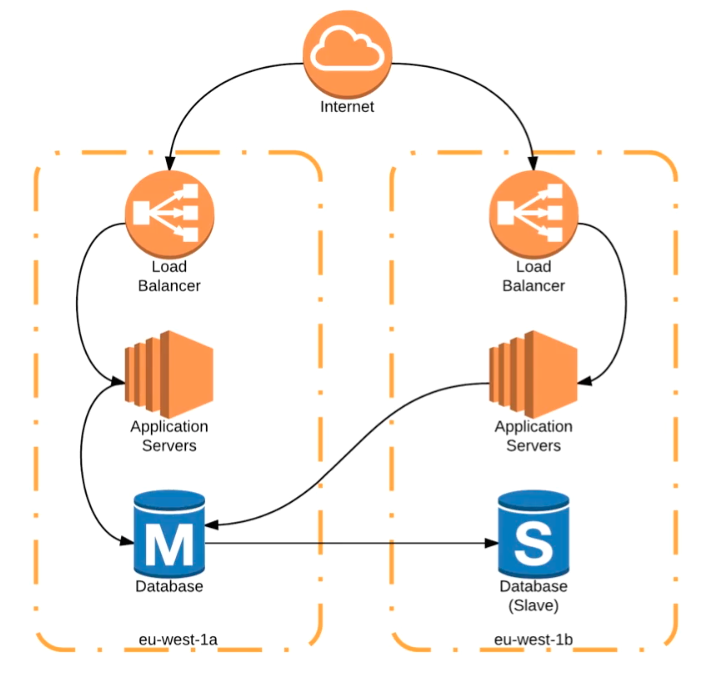 Internet
Load
Balancer
Load
Balancer
Application
Servers
Application
Servers
M
Database
S
Database
(Slave)
eu-west-1a
eu-west-1b